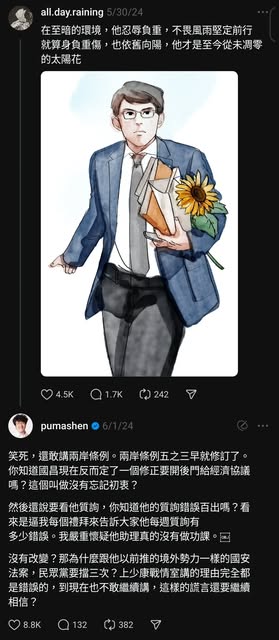 all.day.raining 5/30/24
在至暗的環境，他忍辱負重，不畏風雨堅定前行
就算身負重傷，也依舊向陽，他才是至今從未凋零
的太陽花
4.5K 1.7K 242
pumashen 6/1/24
笑死，還敢講兩岸條例。兩岸條例五之三早就修訂了。
你知道國昌現在反而定了一個修正要開後門給經濟協議
嗎？這個叫做沒有忘記初衷？
然後還說要看他質詢，你知道他的質詢錯誤百出嗎？看
來是逼我每個禮拜來告訴大家他每週質詢有
多少錯誤。我嚴重懷疑他助理真的沒有做功課。
沒有改變？那為什麼跟他以前推的境外勢力一樣的國安
法案，民眾黨要擋三次？上少康戰情室講的理由完全都
是錯誤的，到現在也不敢繼續講，這樣的謊言還要繼續
相信？
8.8K 132 382